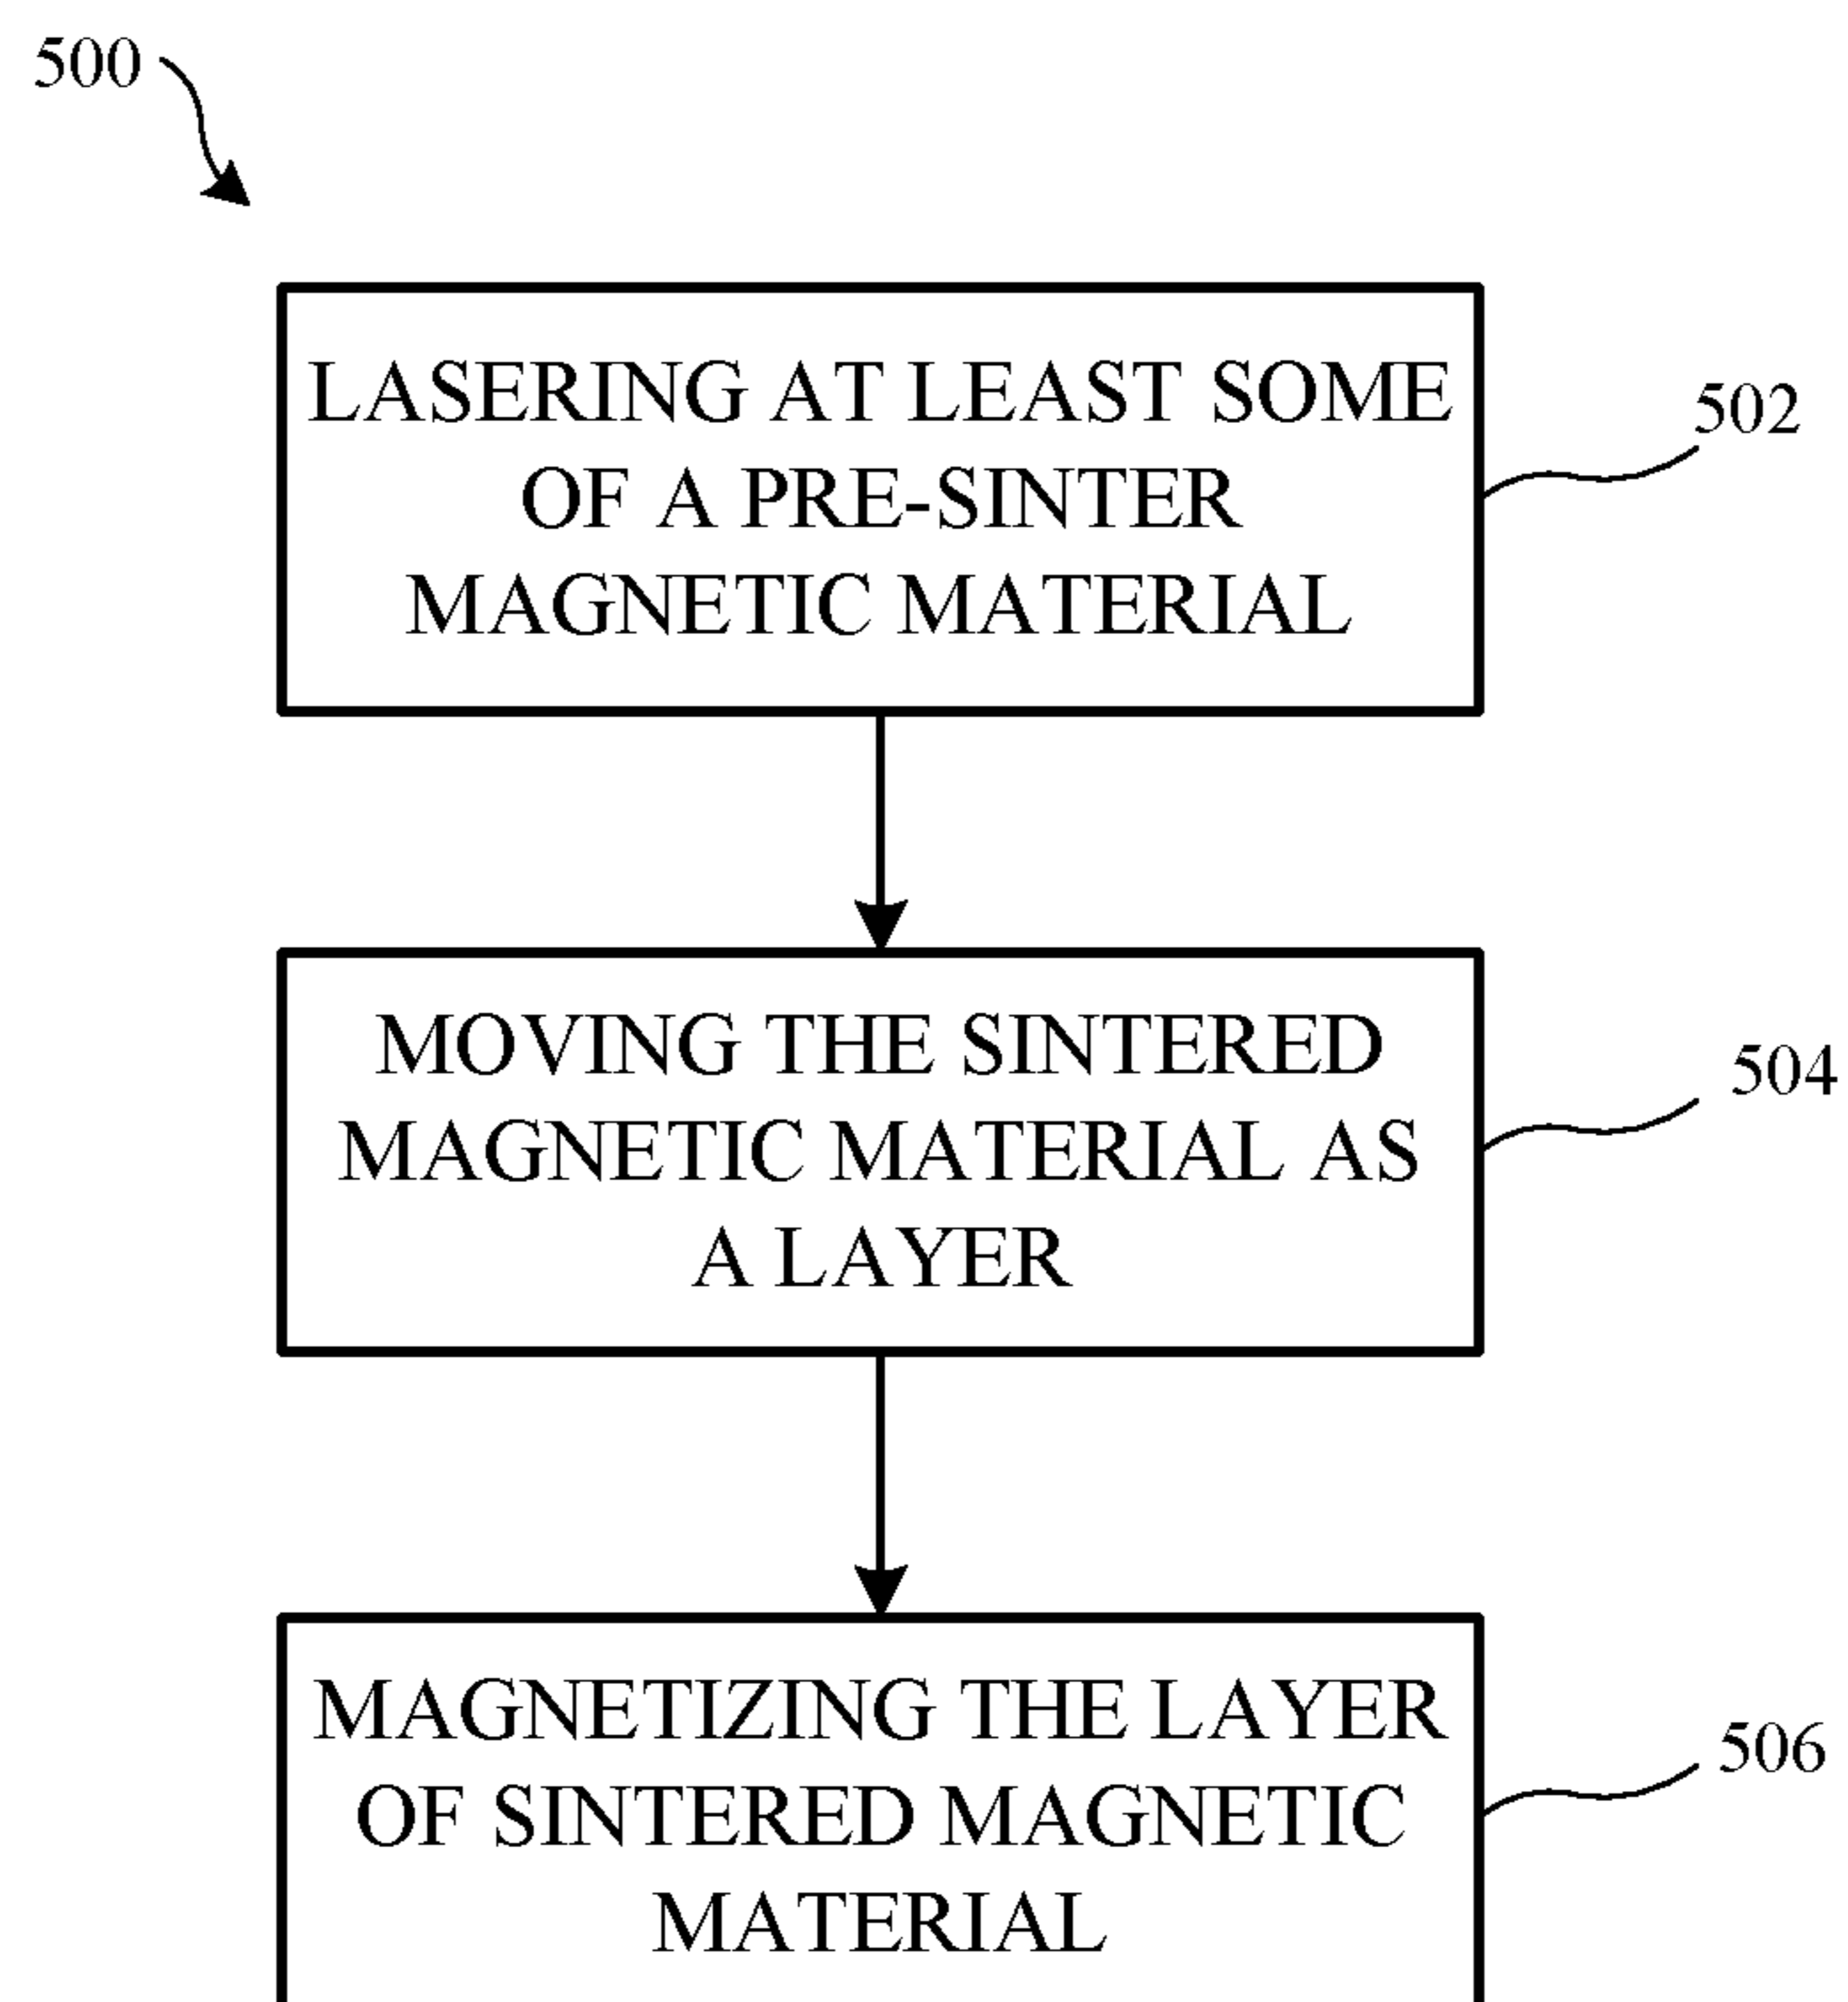 500
LASERING AT LEAST SOME
OF A PRE-SINTER
MAGNETIC MATERIAL
502
MOVING THE SINTERED
MAGNETIC MATERIAL AS
A LAYER
504
MAGNETIZING THE LAYER
OF SINTERED MAGNETIC
MATERIAL
506